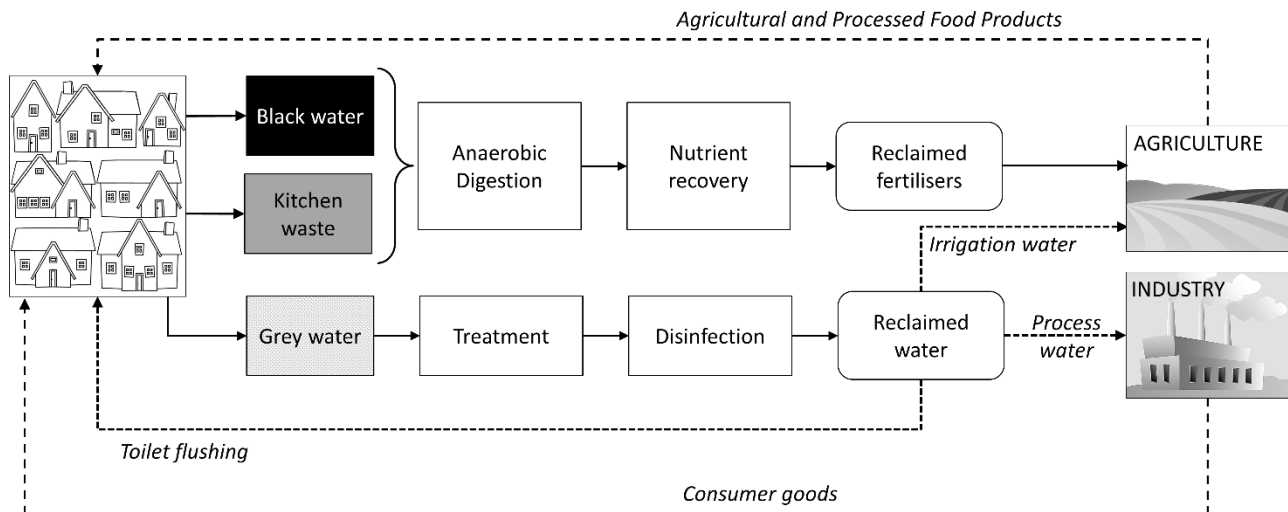 Agricultural and Processed Food Products
Black water
Kitchen
waste
Anaerobic
Digestion
Nutrient
recovery
Reclaimed
fertilisers
AGRICULTURE
Irrigation water
Grey water
Treatment
Disinfection
Reclaimed
water
Process
water
INDUSTRY
Toilet flushing
Consumer goods